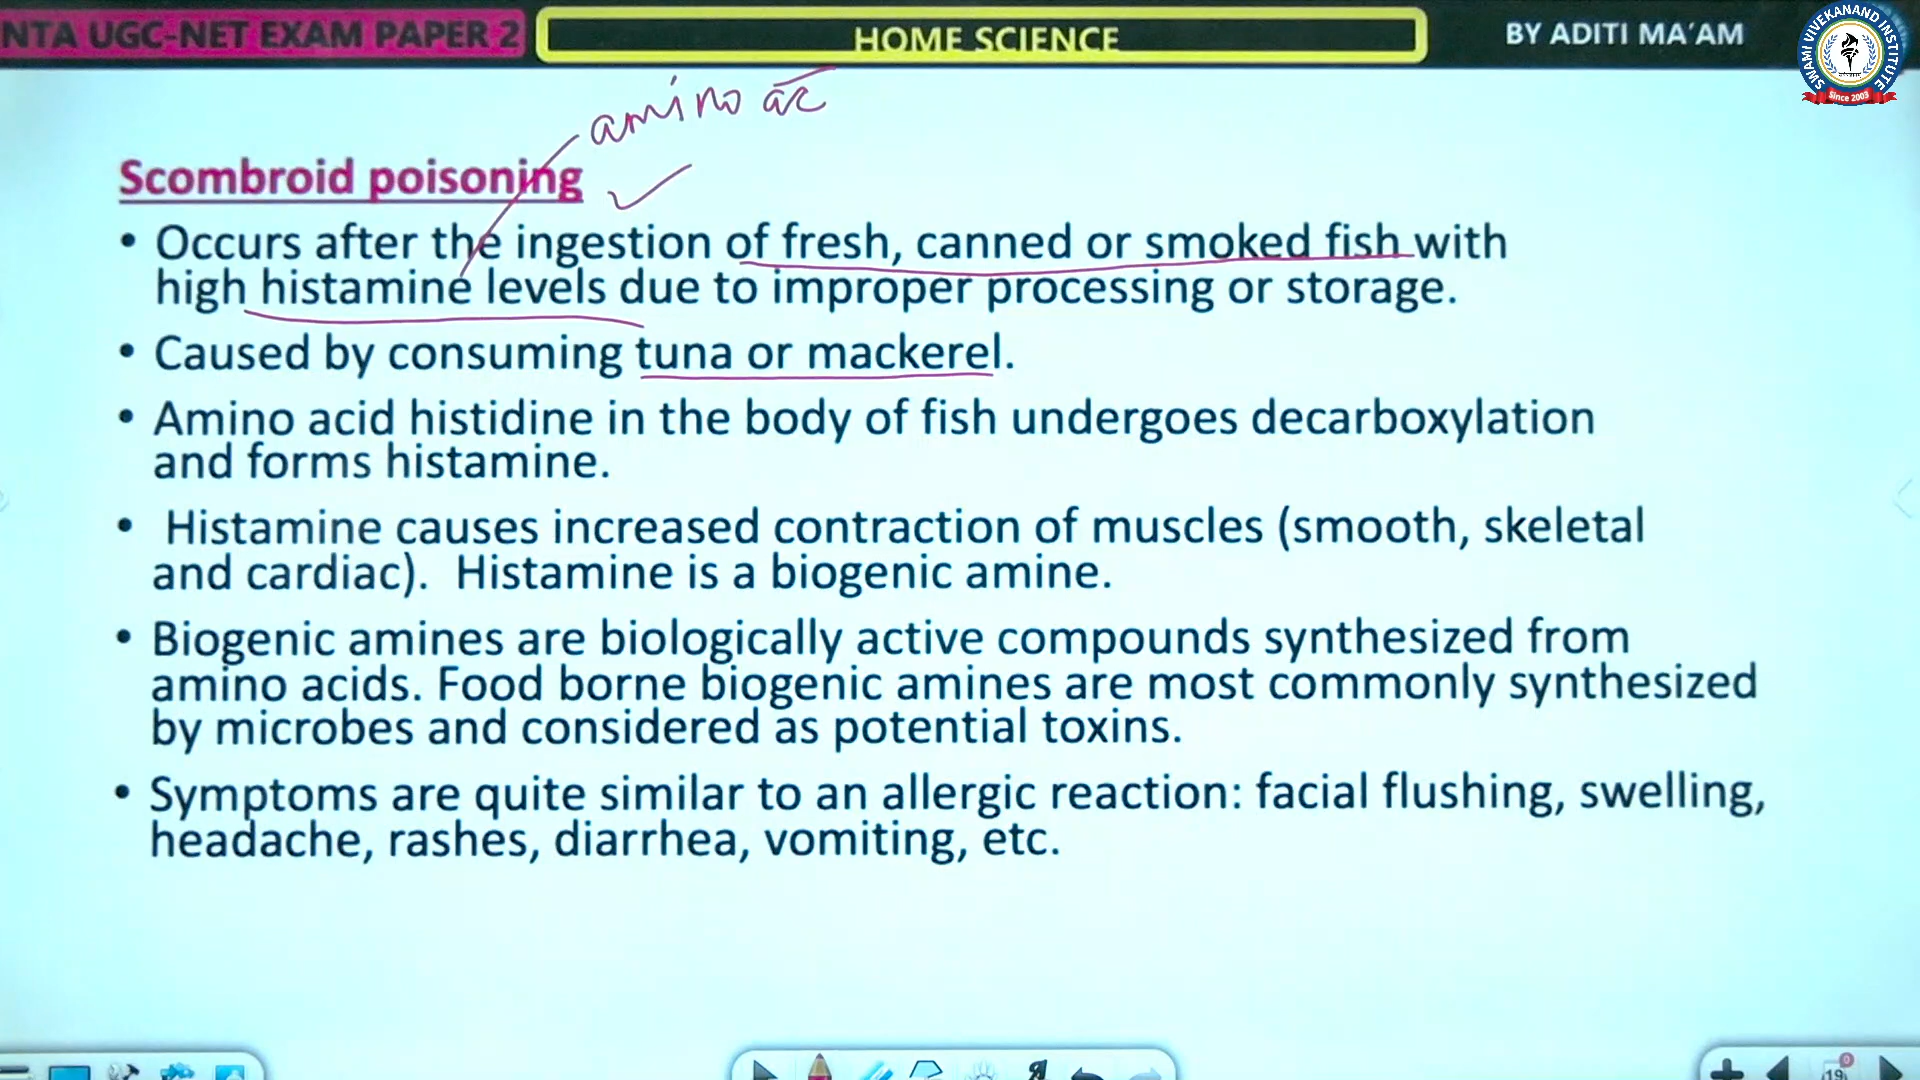 NTA UGC-NET EXAM PAPER 2
HOME SCIENCE
BY ADITI MA'AM
SWAMI VIVEKANAND INSTITUTE
Since 2003
amino
Scombroid poisoning
• Occurs after the ingestion of fresh, canned or smoked fish with
high histamine levels due to improper processing or storage.
• Caused by consuming tuna or mackerel.
• Amino acid histidine in the body of fish undergoes decarboxylation
and forms histamine.
• Histamine causes increased contraction of muscles (smooth, skeletal
and cardiac). Histamine is a biogenic amine.
• Biogenic amines are biologically active compounds synthesized from
amino acids. Food borne biogenic amines are most commonly synthesized
by microbes and considered as potential toxins.
• Symptoms are quite similar to an allergic reaction: facial flushing, swelling,
headache, rashes, diarrhea, vomiting, etc.
19
0